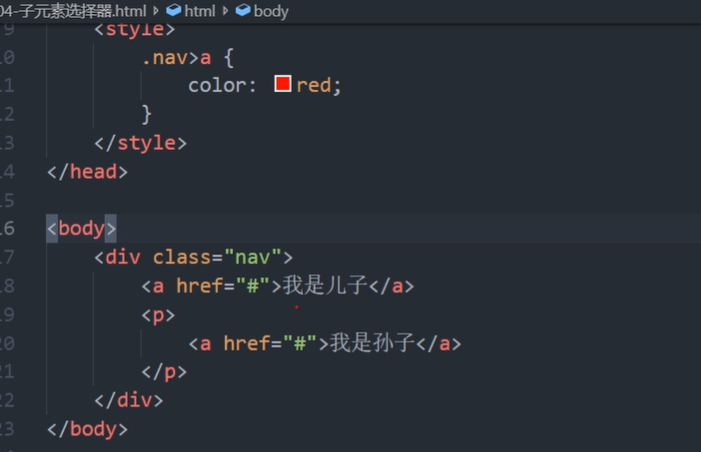 04-子元素选择器.html > html > body
9 <style>
10 .nav>a {
11 color: red;
12 }
13 </style>
14 </head>
15
16 <body>
17 <div class="nav">
18 <a href="#">我是儿子</a>
19 <p>
20 <a href="#">我是孙子</a>
21 </p>
22 </div>
23 </body>